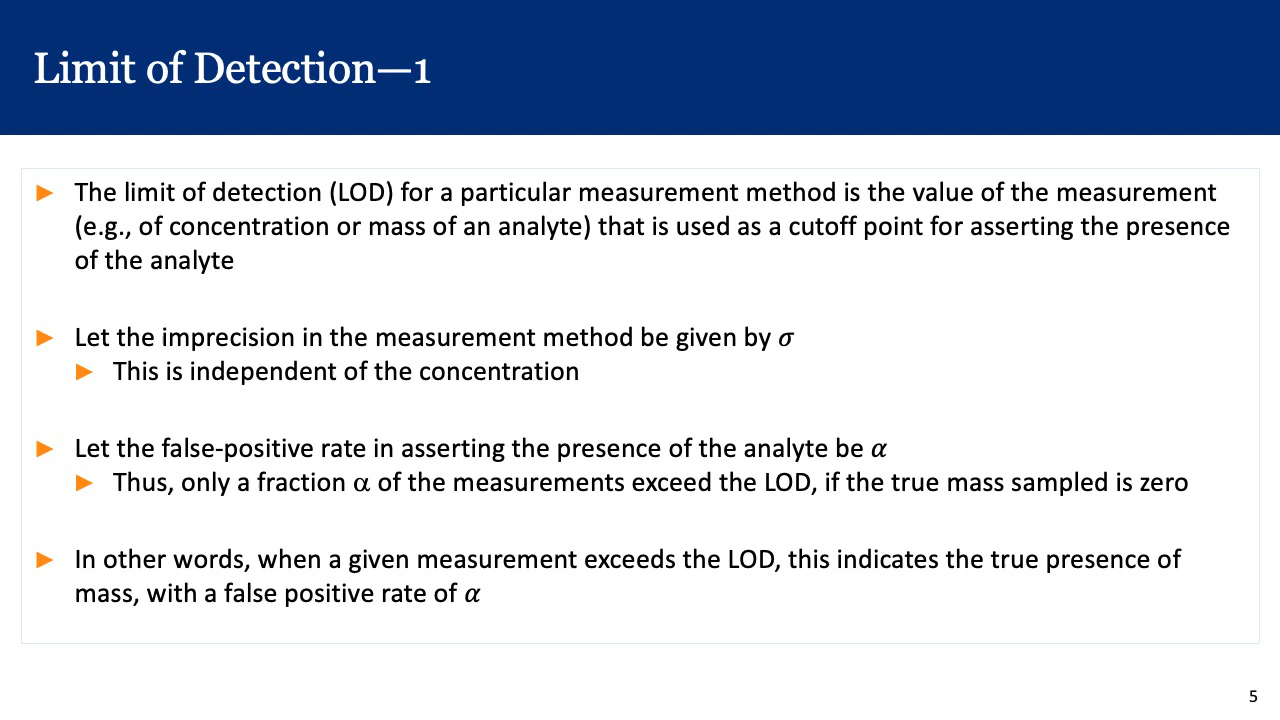 Limit of Detection—1
► The limit of detection (LOD) for a particular measurement method is the value of the measurement
(e.g., of concentration or mass of an analyte) that is used as a cutoff point for asserting the presence
of the analyte
► Let the imprecision in the measurement method be given by 𝜎
► This is independent of the concentration
► Let the false-positive rate in asserting the presence of the analyte be 𝛼
► Thus, only a fraction α of the measurements exceed the LOD, if the true mass sampled is zero
► In other words, when a given measurement exceeds the LOD, this indicates the true presence of
mass, with a false positive rate of 𝛼
5